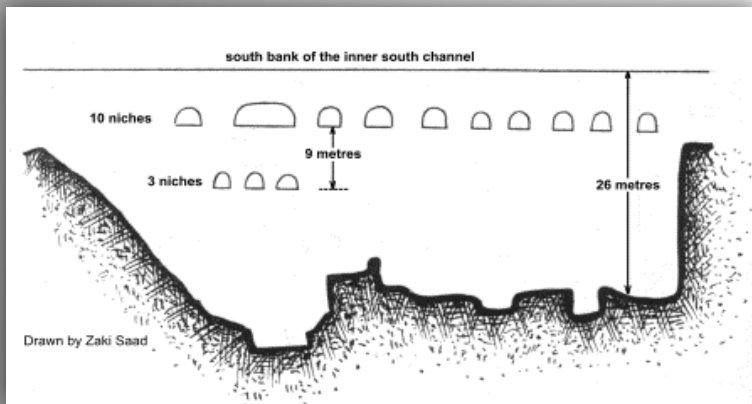 south bank of the inner south channel
10 niches
9 metres
3 niches
26 metres
Drawn by Zaki Saad